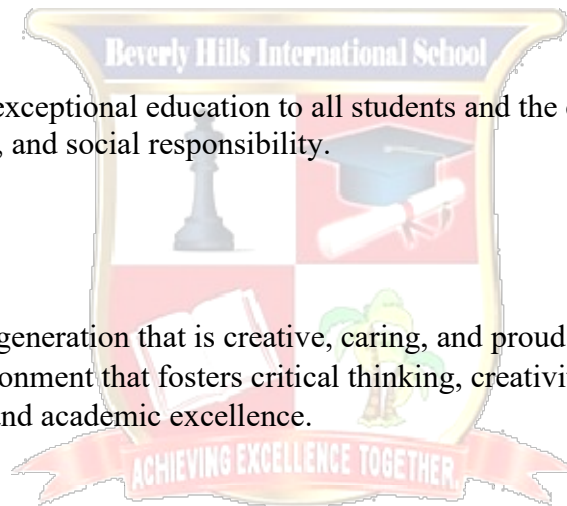 Beverly Hills International School
exceptional education to all students and the
, and social responsibility.
generation that is creative, caring, and proud
onment that fosters critical thinking, creativi
and academic excellence.
ACHIEVING EXCELLENCE TOGETHER